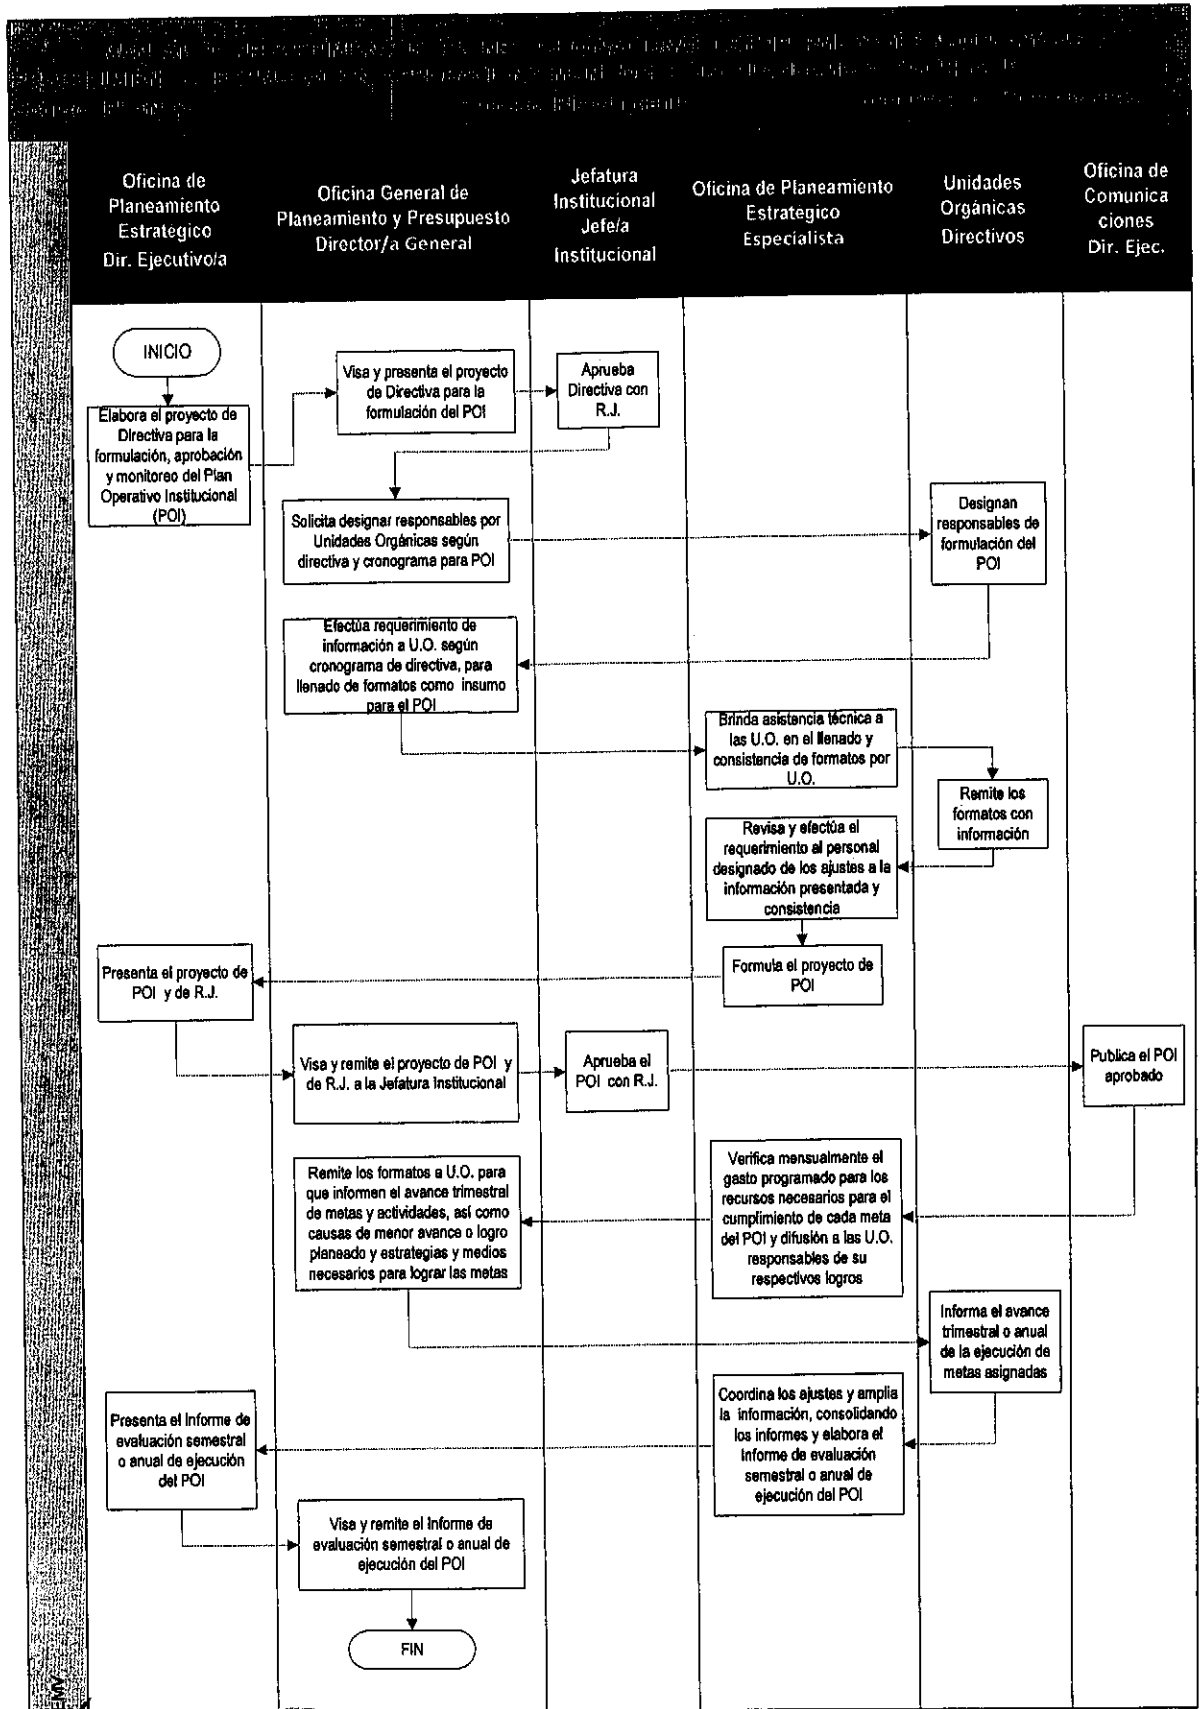 Oficina de
Planeamiento
Estratégico
Dir. Ejecutivo/a
Oficina General de
Planeamiento y Presupuesto
Director/a General
Jefatura
Institucional
Jefe/a
Institucional
Oficina de Planeamiento
Estratégico
Especialista
Unidades
Orgánicas
Directivos
Oficina de
Comunica
ciones
Dir. Ejec.
INICIO
Elabora el proyecto de
Directiva para la
formulación, aprobación
y monitoreo del Plan
Operativo Institucional
(POI)
Visa y presenta el proyecto
de Directiva para la
formulación del POI
Aprueba
Directiva con
R.J.
Solicita designar responsables por
Unidades Orgánicas según
directiva y cronograma para POI
Designan
responsables de
formulación del
POI
Efectúa requerimiento de
información a U.O. según
cronograma de directiva, para
llenado de formatos como insumo
para el POI
Brinda asistencia técnica a
las U.O. en el llenado y
consistencia de formatos por
U.O.
Remite los
formatos con
información
Revisa y efectúa el
requerimiento al personal
designado de los ajustes a la
información presentada y
consistencia
Formula el proyecto de
POI
Presenta el proyecto de
POI y de R.J.
Visa y remite el proyecto de POI y
de R.J. a la Jefatura Institucional
Aprueba el
POI con R.J.
Publica el POI
aprobado
Verifica mensualmente el
gasto programado para los
recursos necesarios para el
cumplimiento de cada meta
del POI y difusión a las U.O.
responsables de su
respectivos logros
Remite los formatos a U.O. para
que informen el avance trimestral
de metas y actividades, así como
causas de menor avance o logro
planeado y estrategias y medios
necesarios para lograr las metas
Informa el avance
trimestral o anual
de la ejecución de
metas asignadas
Coordina los ajustes y amplia
la información, consolidando
los informes y elabora el
Informe de evaluación
semestral o anual de
ejecución del POI
Presenta el Informe de
evaluación semestral
o anual de ejecución
del POI
Visa y remite el Informe de
evaluación semestral o anual de
ejecución del POI
FIN